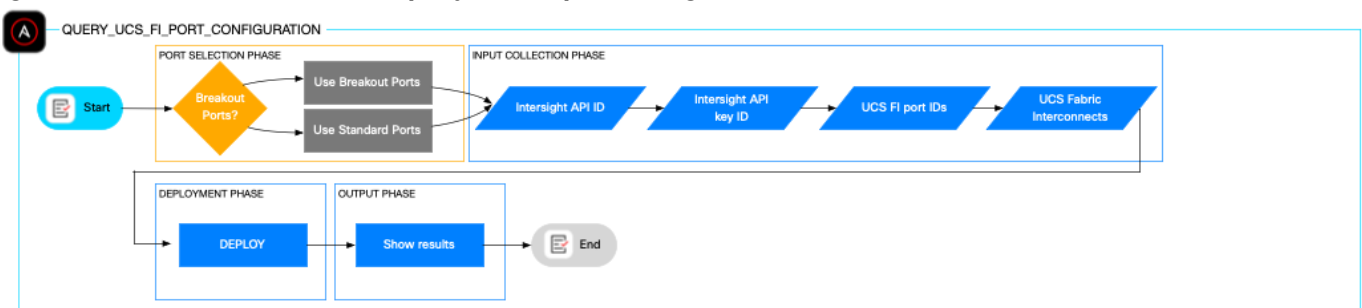 QUERY_UCS_FI_PORT_CONFIGURATION
PORT SELECTION PHASE
INPUT COLLECTION PHASE
Start
Breakout
Ports?
Use Breakout Ports
Use Standard Ports
Intersight API ID
Intersight API
key ID
UCS FI port IDs
UCS Fabric
Interconnects
DEPLOYMENT PHASE
OUTPUT PHASE
DEPLOY
Show results
End